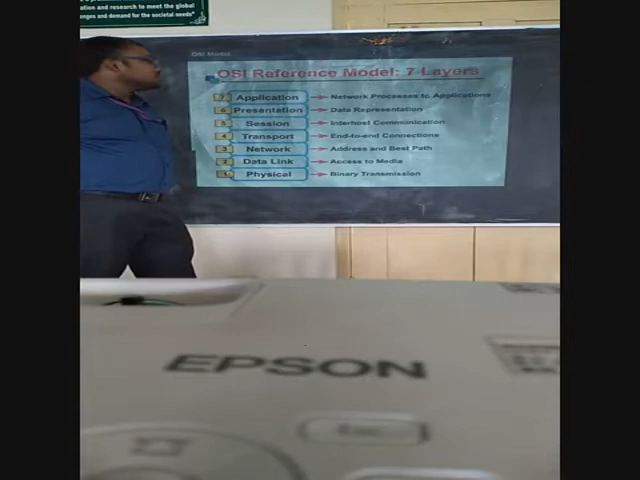 ation and research to meet the global
nges and demand for the societal needs"
OSI Model
OSI Reference Model: 7 Layers
7 Application Network Processes to Applications
6 Presentation Data Representation
5 Session Interhost Communication
4 Transport End-to-end Connections
3 Network Address and Best Path
2 Data Link Access to Media
1 Physical Binary Transmission
EPSON
Esc